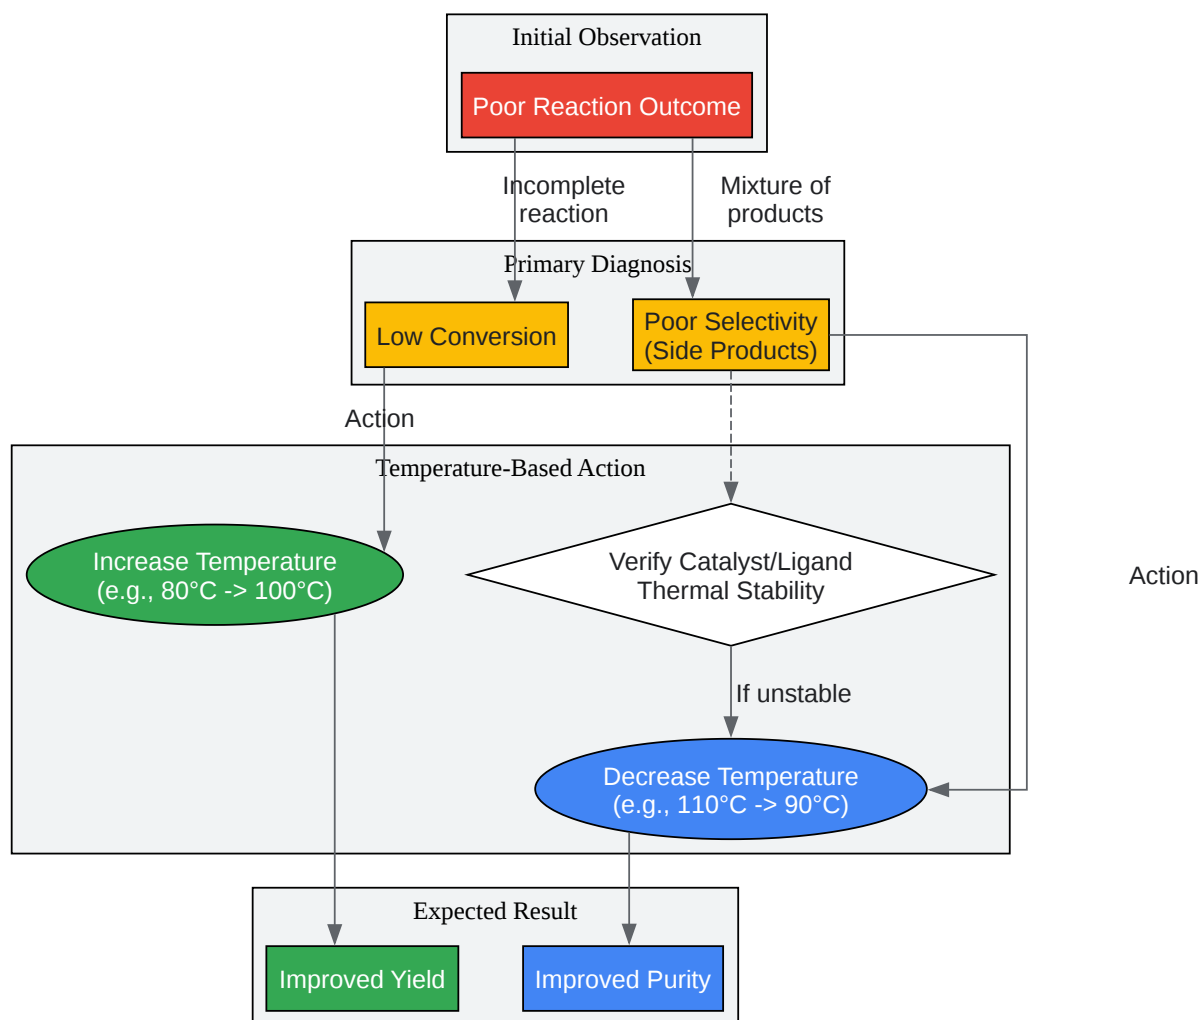 Initial Observation
Poor Reaction Outcome
Incomplete
reaction
Mixture of
products
Primary Diagnosis
Low Conversion
Poor Selectivity
(Side Products)
Action
Temperature-Based Action
Increase Temperature
(e.g., 80°C -> 100°C)
Verify Catalyst/Ligand
Thermal Stability
Action
If unstable
Decrease Temperature
(e.g., 110°C -> 90°C)
Expected Result
Improved Yield
Improved Purity